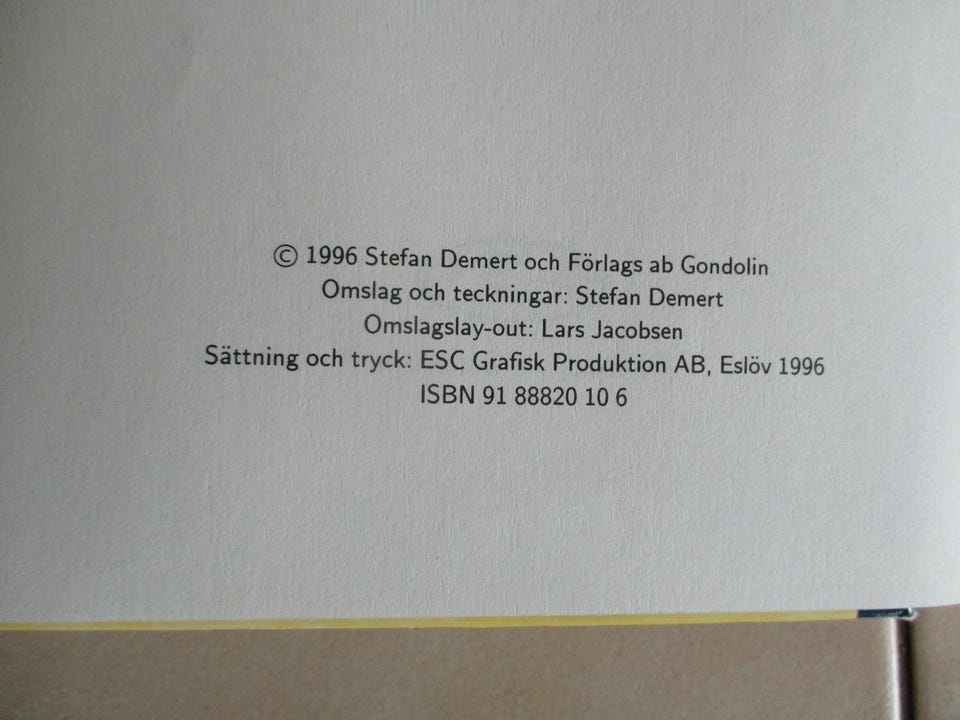 © 1996 Stefan Demert och Förlags ab Gondolin
Omslag och teckningar: Stefan Demert
Omslagslay-out: Lars Jacobsen
Sättning och tryck: ESC Grafisk Produktion AB, Eslöv 1996
ISBN 91 88820 10 6